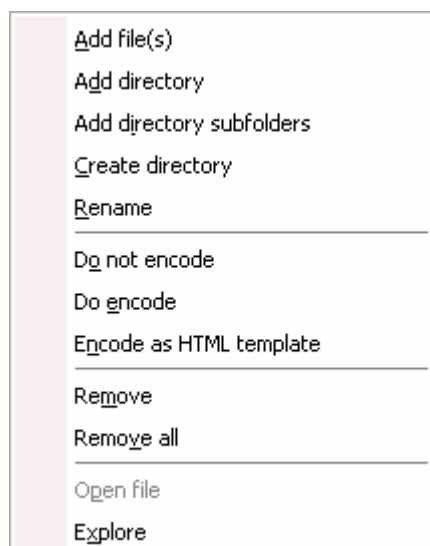 Add file(s)
Add directory
Add directory subfolders
Create directory
Rename
Do not encode
Do encode
Encode as HTML template
Remove
Remove all
Open file
Explore